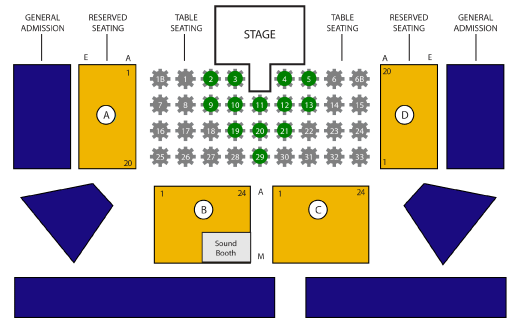 GENERAL
ADMISSION
RESERVED
SEATING
TABLE
SEATING
STAGE
TABLE
SEATING
RESERVED
SEATING
GENERAL
ADMISSION
E A
A E
1
A
20
20
D
1
1B 1 2 3 4 5 6 6B
7 8 9 10 11 12 13 14 15
16 17 18 19 20 21 22 23 24
25 26 27 28 29 30 31 32 33
1 24
B
Sound
Booth
A
M
1 24
C